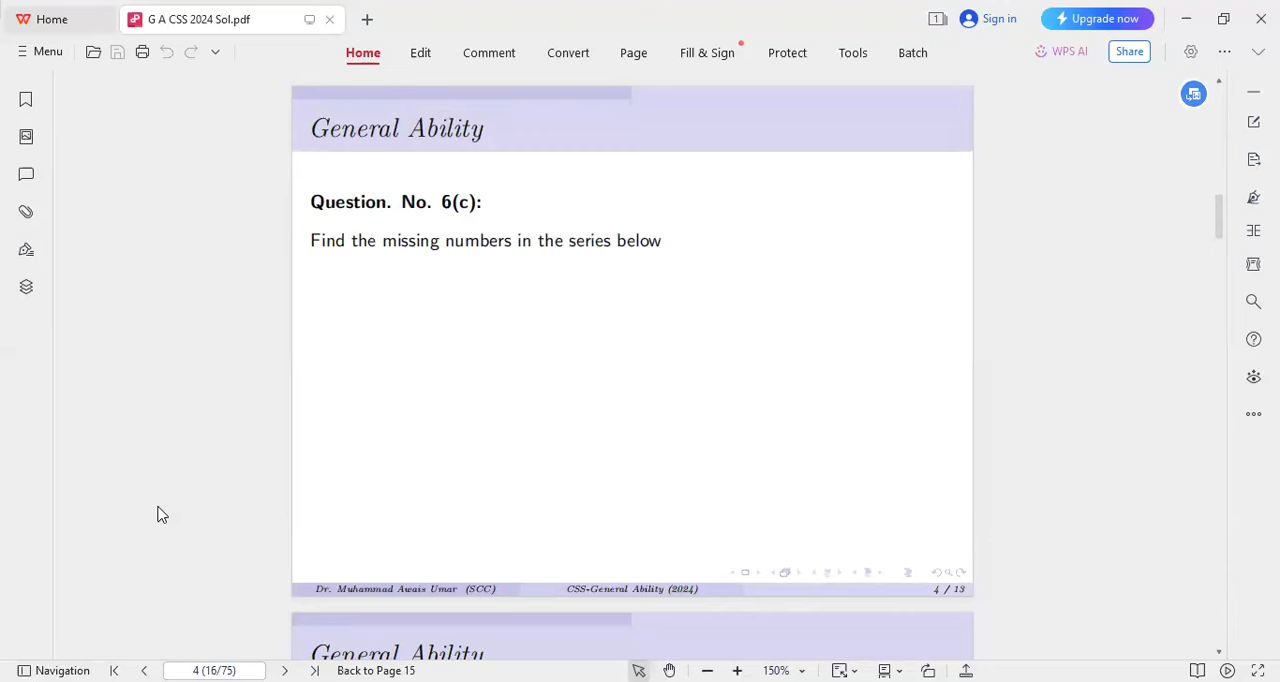 Home
G A CSS 2024 Sol.pdf
1
Sign in
Upgrade now
Menu
Home
Edit
Comment
Convert
Page
Fill & Sign
Protect
Tools
Batch
WPS AI
Share
General Ability
Question. No. 6(c):
Find the missing numbers in the series below
Dr. Muhammad Awais Umar (SCC)
CSS-General Ability (2024)
4 / 13
General Ability
Navigation
4 (16/75)
Back to Page 15
150%